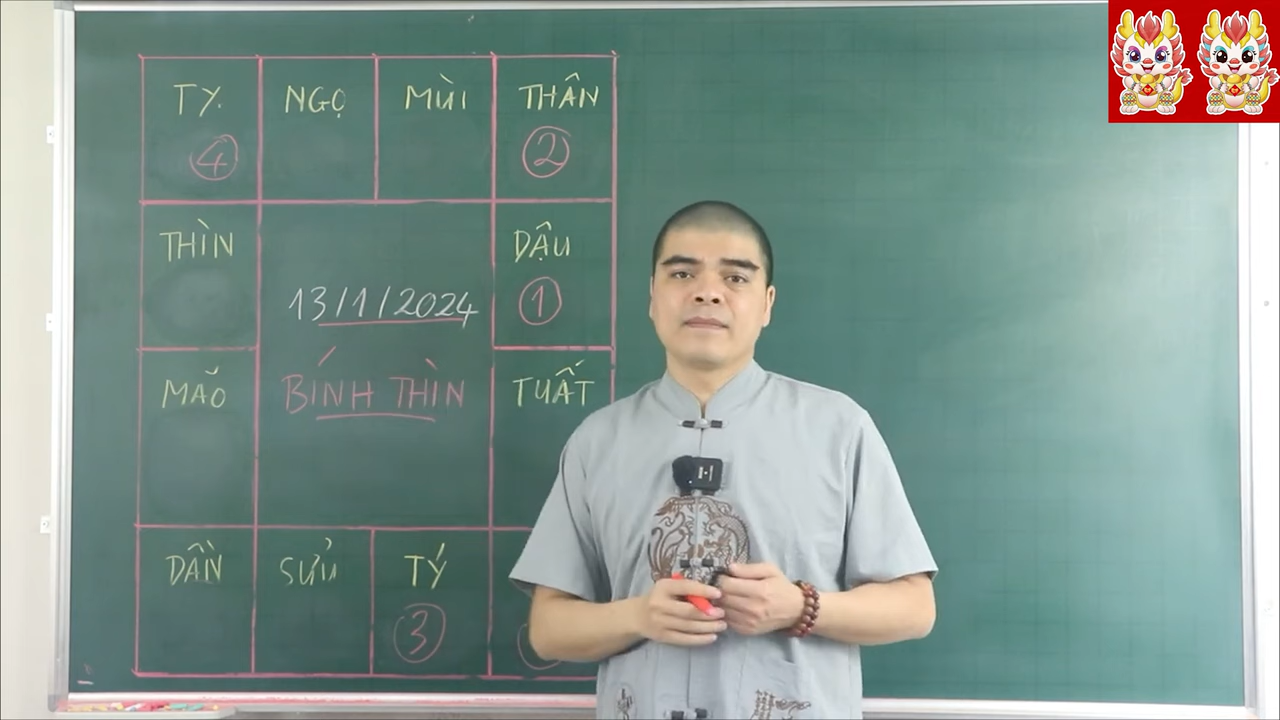 TỴ NGỌ MÙI THÂN
4 2
THÌN DẬU
1
13/1/2024
MÃO BÍNH THÌN TUẤT
DẦN SỬU TÝ
3